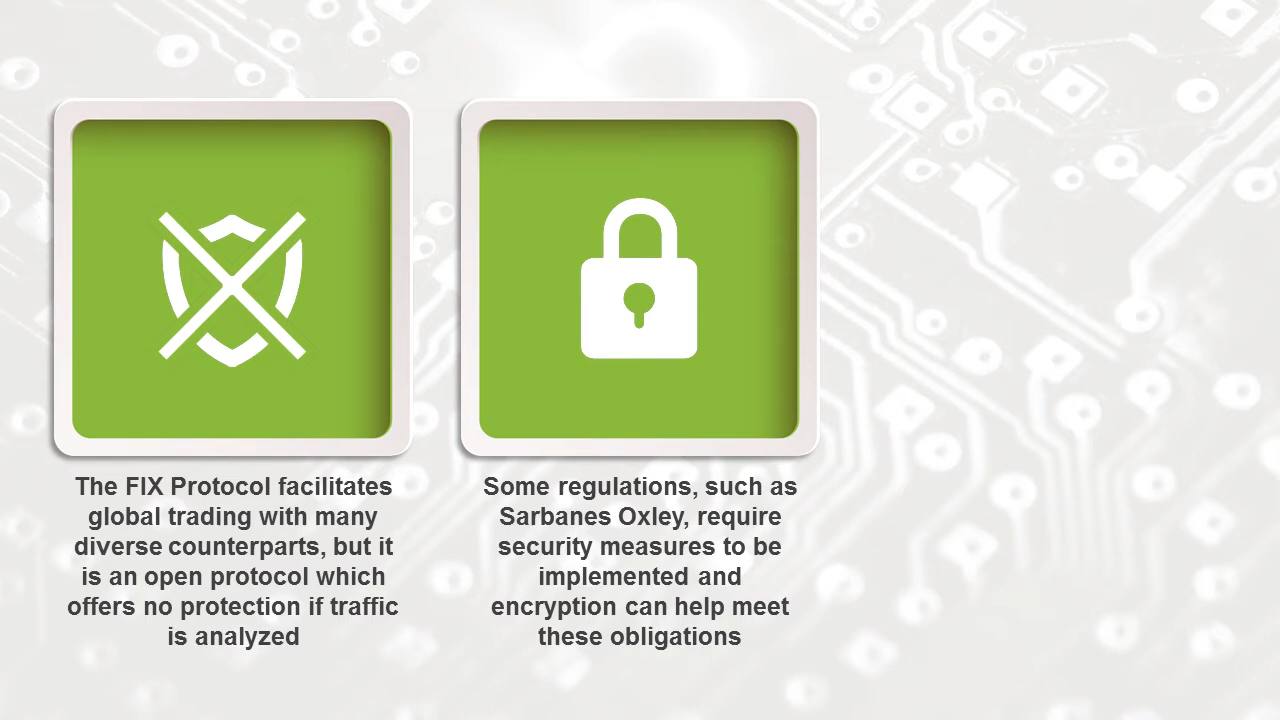 The FIX Protocol facilitates
global trading with many
diverse counterparts, but it
is an open protocol which
offers no protection if traffic
is analyzed
Some regulations, such as
Sarbanes Oxley, require
security measures to be
implemented and
encryption can help meet
these obligations